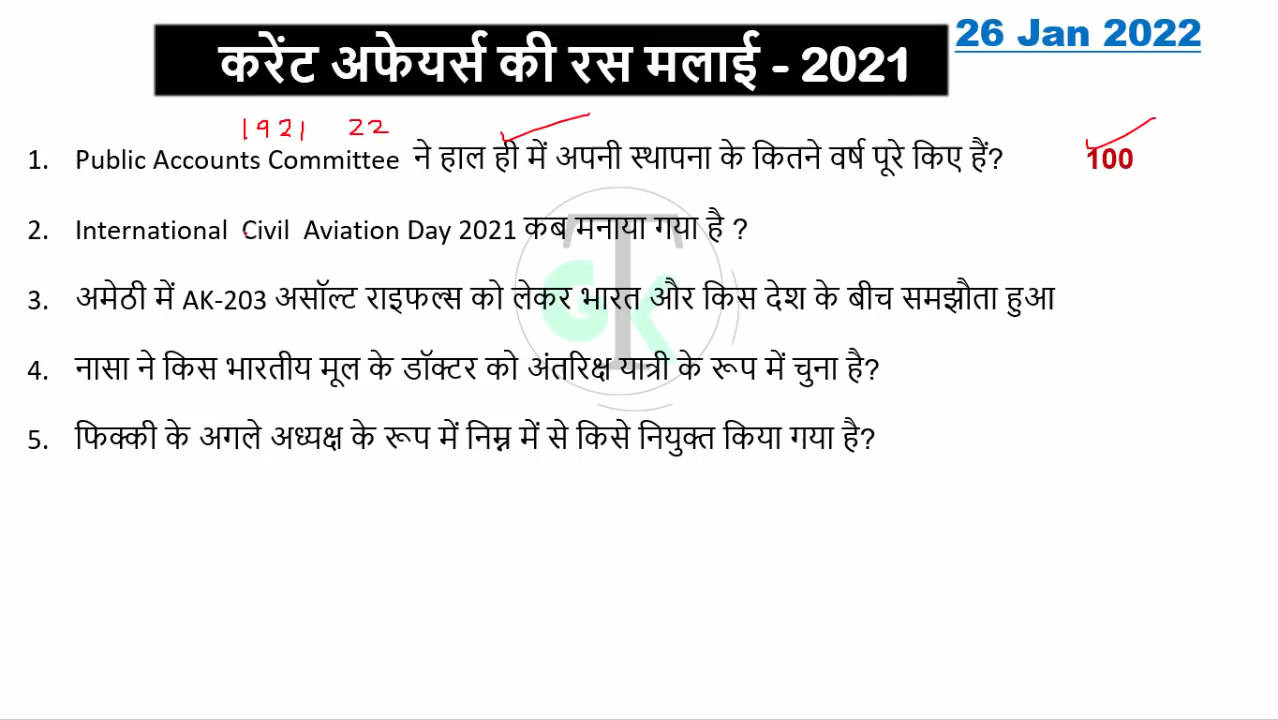 26 Jan 2022
करेंट अफेयर्स की रस मलाई - 2021
1921 22
1. Public Accounts Committee ने हाल ही में अपनी स्थापना के कितने वर्ष पूरे किए हैं? 100
2. International Civil Aviation Day 2021 कब मनाया गया है ?
3. अमेठी में AK-203 असॉल्ट राइफल्स को लेकर भारत और किस देश के बीच समझौता हुआ
4. नासा ने किस भारतीय मूल के डॉक्टर को अंतरिक्ष यात्री के रूप में चुना है?
5. फिक्की के अगले अध्यक्ष के रूप में निम्न में से किसे नियुक्त किया गया है?
GTK